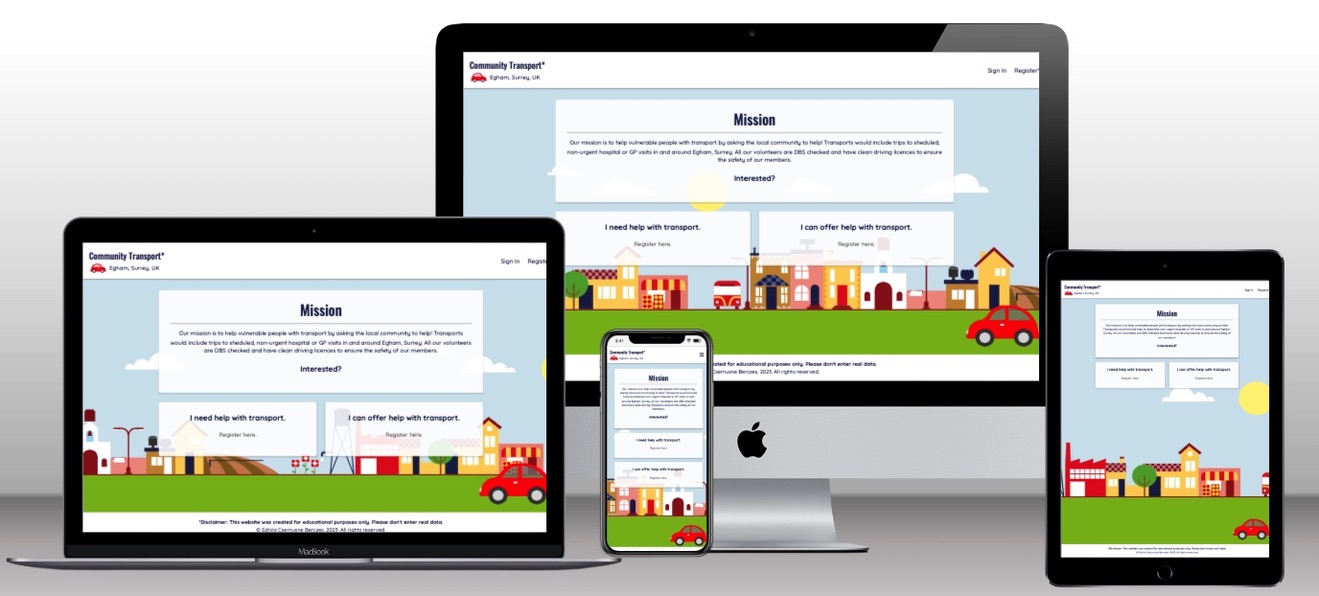 Community Transport*
Egham, Surrey, UK
Sign In Register*
Mission
Our mission is to help vulnerable people with transport by asking the local community to help! Transports would include trips to sheduled,
non-urgent hospital or GP visits in and around Egham, Surrey. All our volunteers are DBS checked and have clean driving licences to ensure
the safety of our members.
Interested?
I need help with transport.
Register here.
I can offer help with transport.
Register here.
for educational purposes only. Please don't enter real data.
Berczes, 2023. All rights reserved.
Community Transport*
Egham, Surrey, UK
Sign In
Mission
Our mission is to help vulnerable people with transport by asking the local community to help! Transports
would include trips to sheduled, non-urgent hospital or GP visits in and around Egham, Surrey. All our volunteers
are DBS checked and have clean driving licences to ensure the safety of our members.
Interested?
I need help with transport.
Register here.
I can offer help with transport.
Register here.
*Disclaimer: This website was created for educational purposes only. Please don't enter real data.
© Szilvia Csernusne Berczes, 2023. All rights reserved.
MacBook
Community Transport*
Egham, Surrey, UK
Mission
Interested?
I need help with transport.
Register here.
I can offer help with transport.
Register here.
Community Transport*
Egham, Surrey, UK
Sign In
Mission
Interested?
I need help with transport.
Register here.
I can offer help with transport.
Register here.